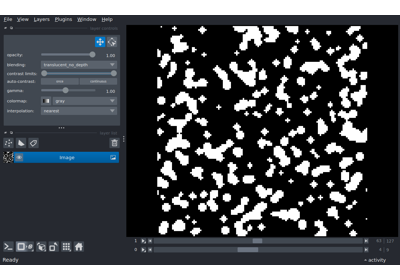 File View Layers Plugins Window Help
opacity: 1.00
blending: translucent_no_depth
contrast limits:
auto-contrast: once continuous
gamma: 1.00
colormap: gray
interpolation: nearest
Image
1
0
Ready
activity